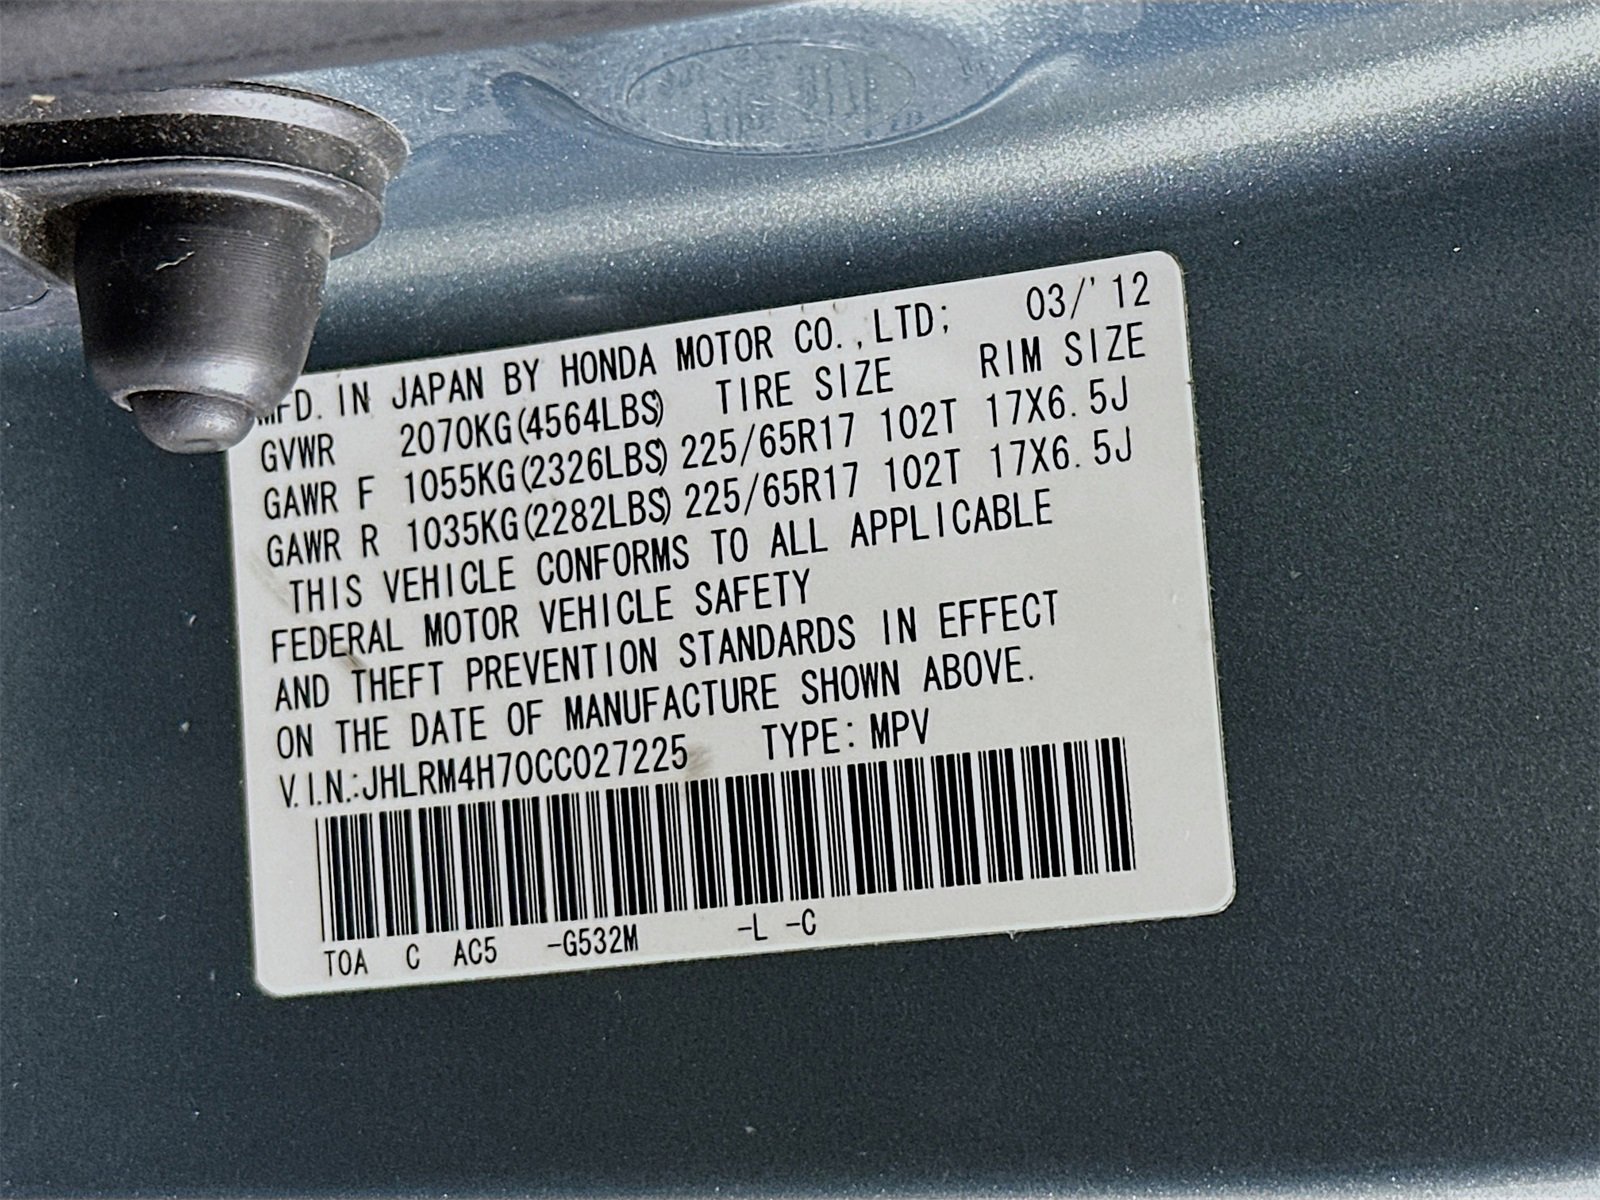 MFD. IN JAPAN BY HONDA MOTOR CO.,LTD; 03/'12
TIRE SIZE RIM SIZE
GVWR 2070KG(4564LBS)
GAWR F 1055KG(2326LBS) 225/65R17 102T 17X6.5J
GAWR R 1035KG(2282LBS) 225/65R17 102T 17X6.5J
THIS VEHICLE CONFORMS TO ALL APPLICABLE
FEDERAL MOTOR VEHICLE SAFETY
AND THEFT PREVENTION STANDARDS IN EFFECT
ON THE DATE OF MANUFACTURE SHOWN ABOVE.
V.I.N.:JHLRM4H70CC027225 TYPE: MPV
TOA C AC5 -G532M -L -C